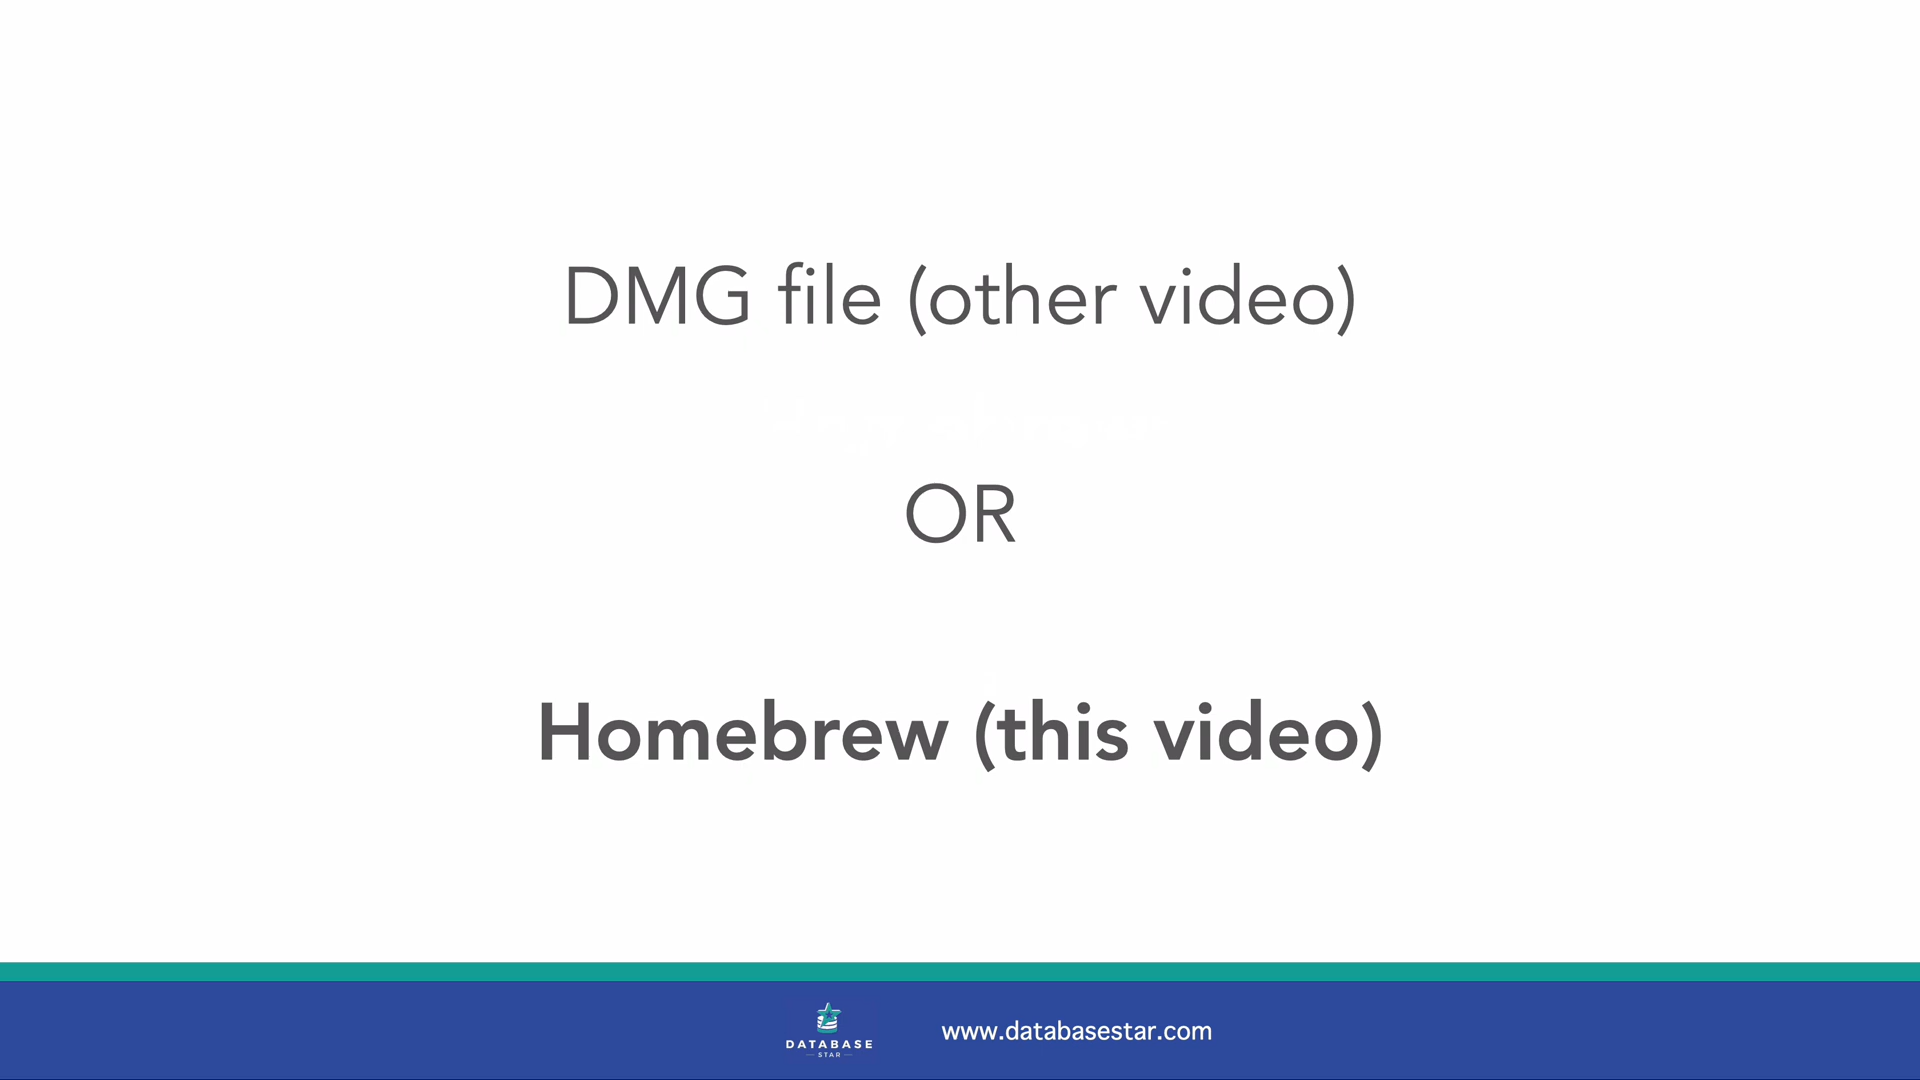 DMG file (other video)
OR
Homebrew (this video)
DATABASE
STAR
www.databasestar.com